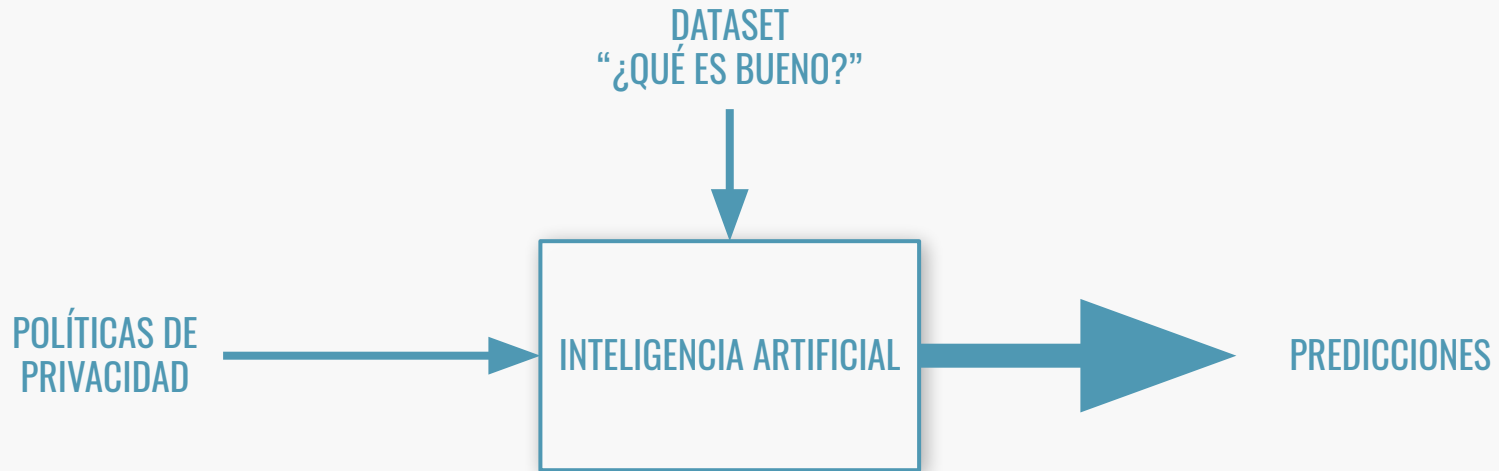 DATASET
“¿QUÉ ES BUENO?”
POLÍTICAS DE
PRIVACIDAD
INTELIGENCIA ARTIFICIAL
PREDICCIONES